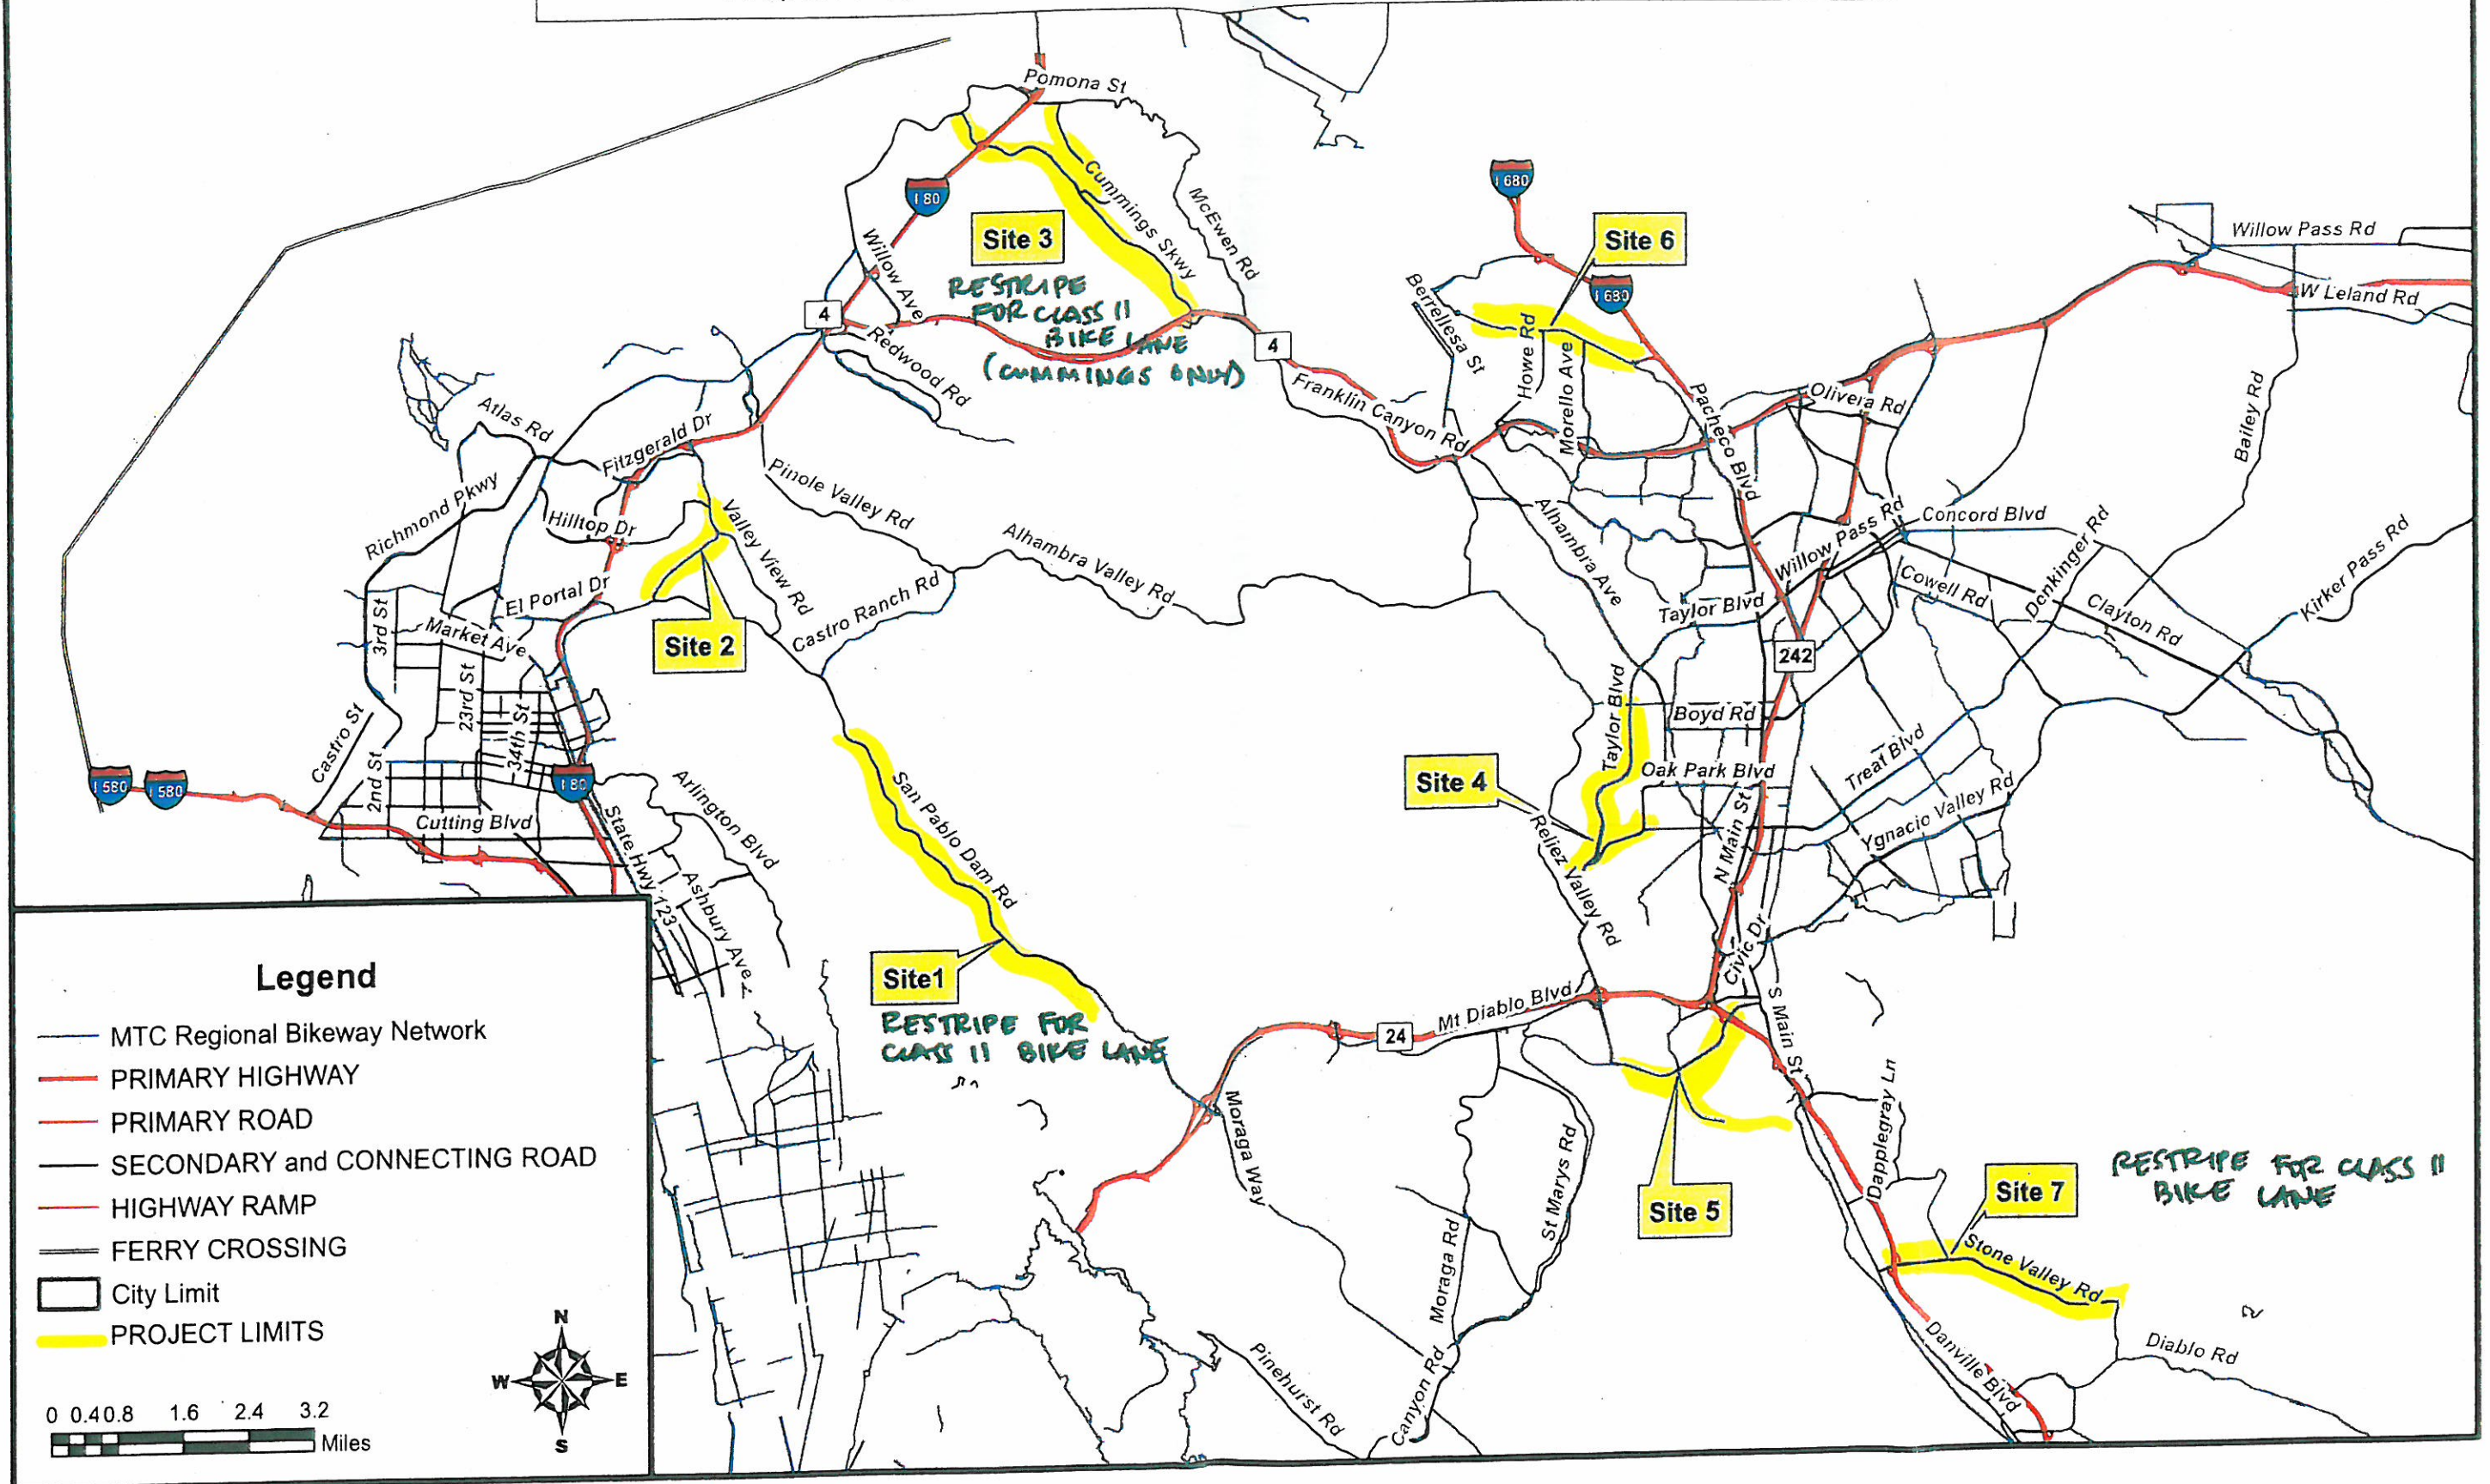 Pomona St
Cummings Skwy
McEwen Rd
I 80
I 680
Site 3
Site 6
Willow Pass Rd
Willow Ave
RESTRIPE
FOR CLASS II
BIKE LANE
(CUMMINGS ONLY)
I 680
W Leland Rd
Berrellesa St
4
4
Redwood Rd
Howe Rd
Morello Ave
Franklin Canyon Rd
Pacheco Blvd
Olivera Rd
Bailey Rd
Atlas Rd
Fitzgerald Dr
Richmond Pkwy
Pinole Valley Rd
Hilltop Dr
Valley View Rd
Alhambra Valley Rd
Alhambra Ave
Willow Pass Rd
Concord Blvd
Denkinger Rd
Kirker Pass Rd
El Portal Dr
Castro Ranch Rd
Taylor Blvd
Cowell Rd
Clayton Rd
3rd St
Market Ave
Site 2
242
23rd St
34th St
Taylor Blvd
Boyd Rd
Castro St
2nd St
Site 4
Oak Park Blvd
Treat Blvd
I 580
I 580
I 80
Arlington Blvd
San Pablo Dam Rd
N Main St
Ygnacio Valley Rd
Cutting Blvd
State Hwy 123
Reliez Valley Rd
Ashbury Ave
Civic Dr
Site1
RESTRIPE FOR
CLASS II BIKE LANE
24
Mt Diablo Blvd
S Main St
Moraga Way
St Marys Rd
Dapplegray Ln
Site 5
Site 7
RESTRIPE FOR CLASS II
BIKE LANE
Moraga Rd
Stone Valley Rd
Danville Blvd
Diablo Rd
Pinehurst Rd
Canyon Rd
Legend
MTC Regional Bikeway Network
PRIMARY HIGHWAY
PRIMARY ROAD
SECONDARY and CONNECTING ROAD
HIGHWAY RAMP
FERRY CROSSING
City Limit
PROJECT LIMITS
N
W E
S
0 0.4 0.8 1.6 2.4 3.2
Miles